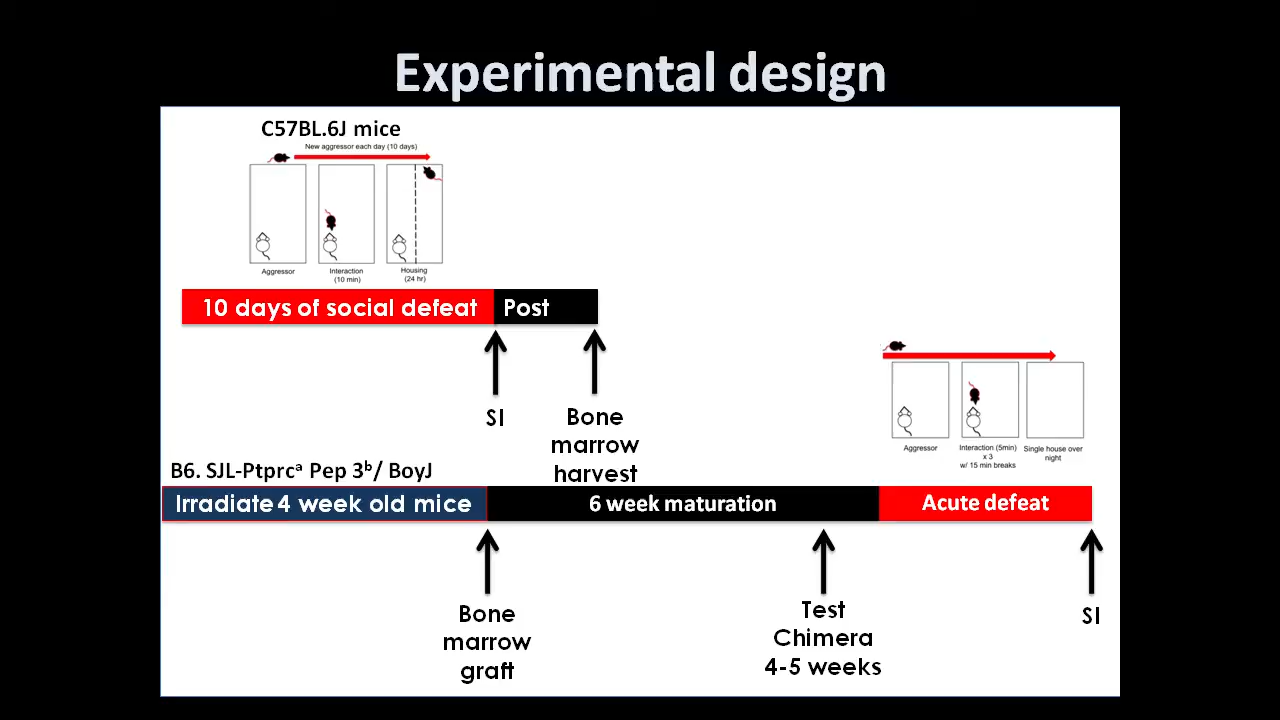 Experimental design
C57BL.6J mice
New aggressor each day (10 days)
Aggressor
Interaction
(10 min)
Housing
(24 hr)
10 days of social defeat
Post
SI
Bone
marrow
harvest
Aggressor
Interaction (5min)
x 3
w/ 15 min breaks
Single house over
night
B6. SJL-Ptprcᵃ Pep 3ᵇ/ BoyJ
Irradiate 4 week old mice
6 week maturation
Acute defeat
Bone
marrow
graft
Test
Chimera
4-5 weeks
SI